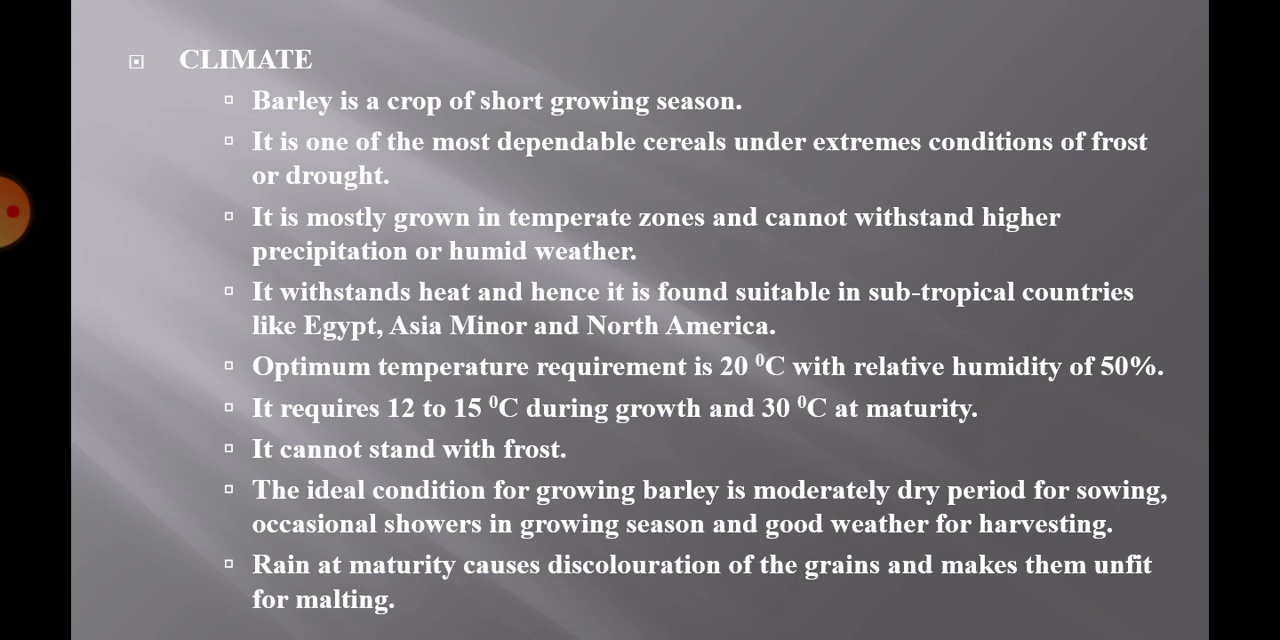 CLIMATE
Barley is a crop of short growing season.
It is one of the most dependable cereals under extremes conditions of frost
or drought.
It is mostly grown in temperate zones and cannot withstand higher
precipitation or humid weather.
It withstands heat and hence it is found suitable in sub-tropical countries
like Egypt, Asia Minor and North America.
Optimum temperature requirement is 20 ⁰C with relative humidity of 50%.
It requires 12 to 15 ⁰C during growth and 30 ⁰C at maturity.
It cannot stand with frost.
The ideal condition for growing barley is moderately dry period for sowing,
occasional showers in growing season and good weather for harvesting.
Rain at maturity causes discolouration of the grains and makes them unfit
for malting.